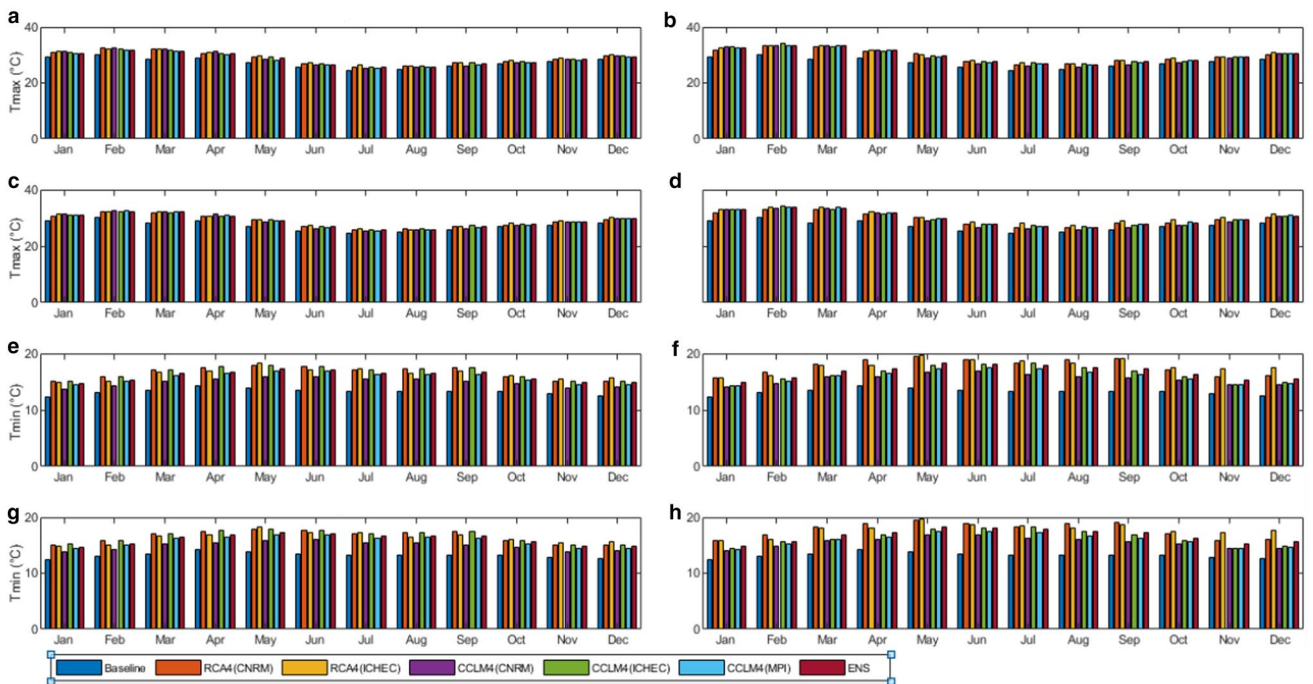 a
b
40
20
0
Tmax (°C)
Jan Feb Mar Apr May Jun Jul Aug Sep Oct Nov Dec
40
20
0
Tmax (°C)
Jan Feb Mar Apr May Jun Jul Aug Sep Oct Nov Dec
c
d
40
20
0
Tmax (°C)
Jan Feb Mar Apr May Jun Jul Aug Sep Oct Nov Dec
Jan Feb Mar Apr May Jun Jul Aug Sep Oct Nov Dec
e
f
20
10
0
Tmin (°C)
Jan Feb Mar Apr May Jun Jul Aug Sep Oct Nov Dec
20
10
0
Jan Feb Mar Apr May Jun Jul Aug Sep Oct Nov Dec
g
h
20
10
0
Tmin (°C)
Jan Feb Mar Apr May Jun Jul Aug Sep Oct Nov Dec
20
10
0
Jan Feb Mar Apr May Jun Jul Aug Sep Oct Nov Dec
Baseline RCA4(CNRM) RCA4(ICHEC) CCLM4(CNRM) CCLM4(ICHEC) CCLM4(MPI) ENS